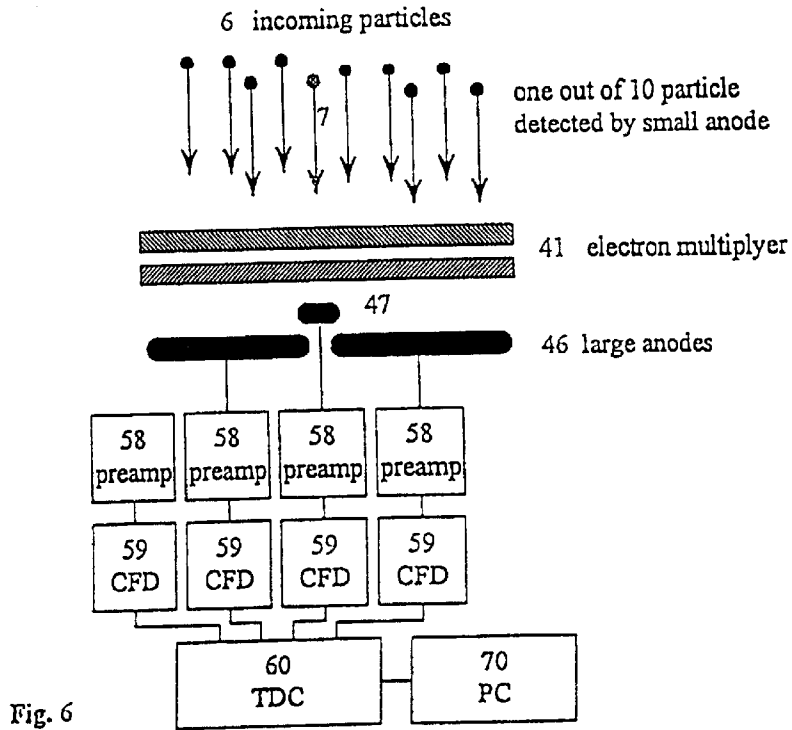 6 incoming particles
one out of 10 particle
detected by small anode
7
41 electron multiplyer
47
46 large anodes
58 58 58 58
preamp preamp preamp preamp
59 59 59 59
CFD CFD CFD CFD
60 70
TDC PC
Fig. 6